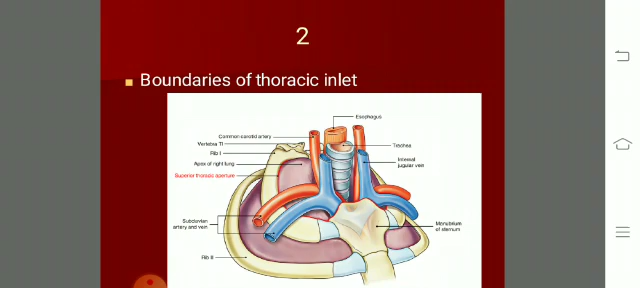 2
Boundaries of thoracic inlet
Esophagus
Common carotid artery
Vertebra TI
Trachea
Rib I
Internal
jugular vein
Apex of right lung
Superior thoracic aperture
Subclavian
artery and vein
Manubrium
of sternum
Rib II